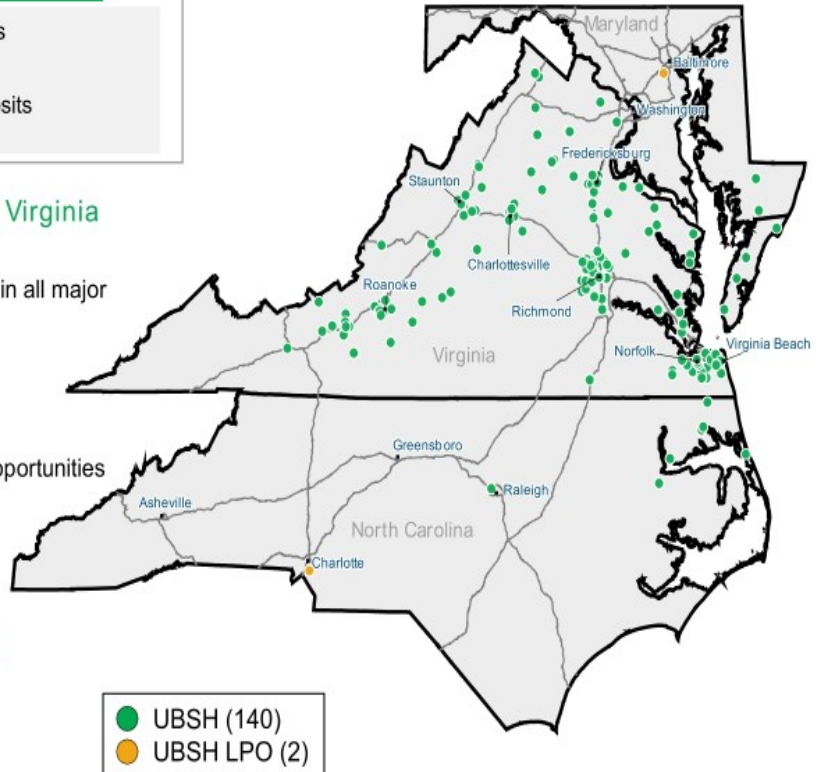 s
osits
Virginia
in all major
pportunities
Maryland
Baltimore
Washington
Fredericksburg
Staunton
Charlottesville
Roanoke
Richmond
Virginia
Norfolk
Virginia Beach
Greensboro
Raleigh
Asheville
North Carolina
Charlotte
UBSH (140)
UBSH LPO (2)